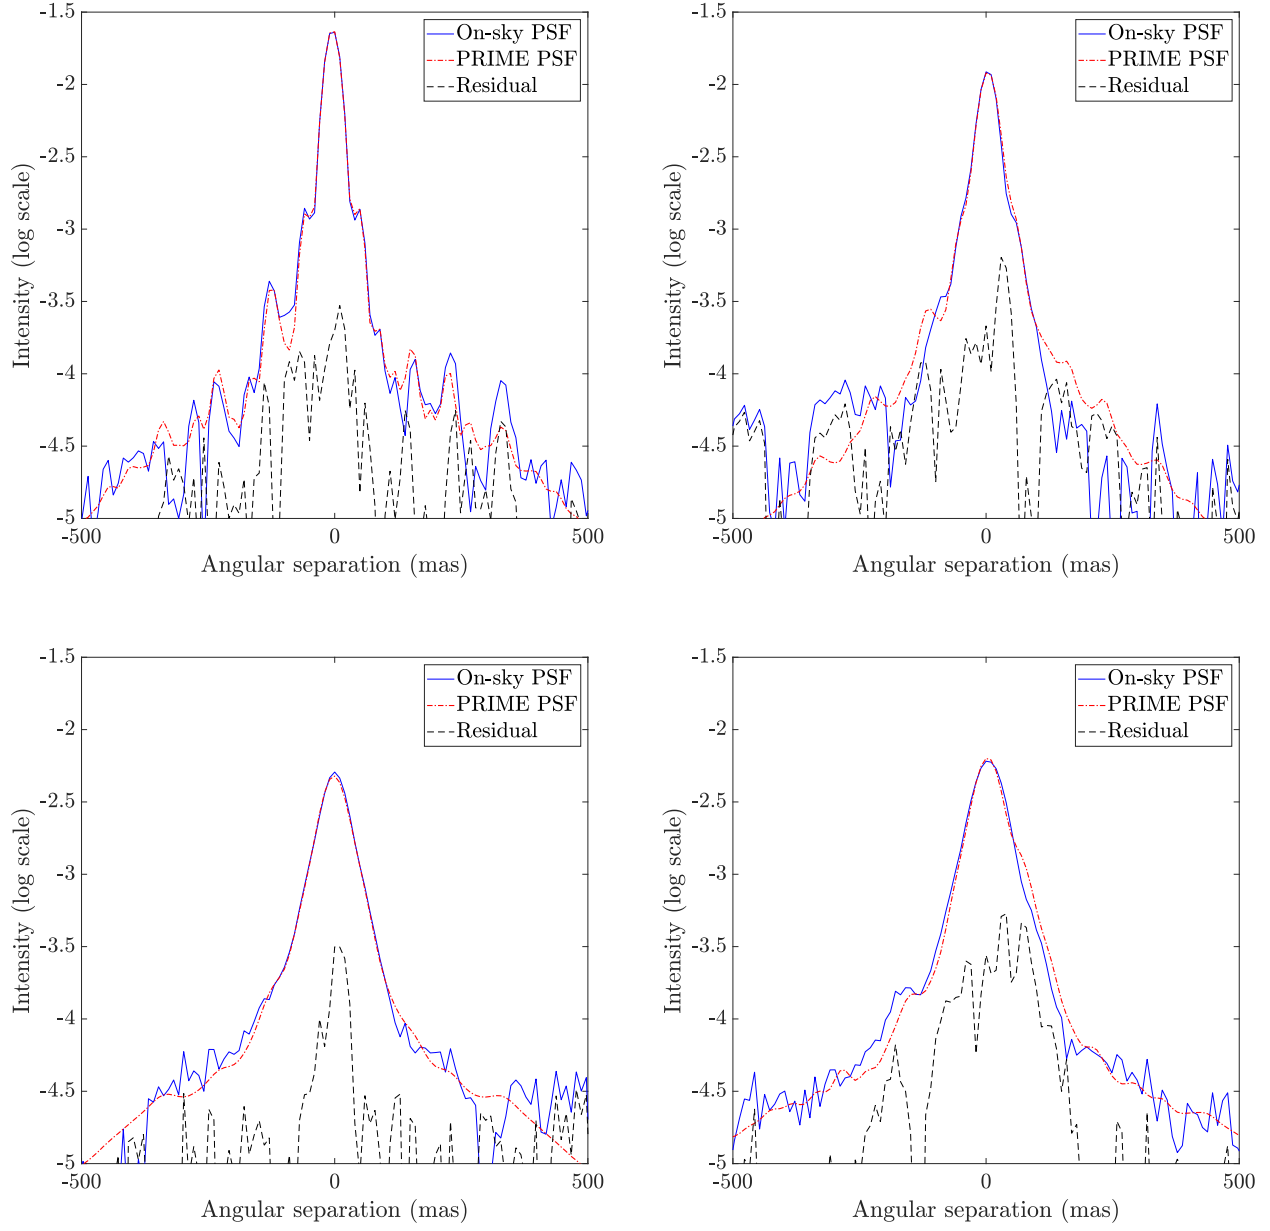 -1.5
-2
-2.5
-3
-3.5
-4
-4.5
-5
-500
0
500
Intensity (log scale)
Angular separation (mas)
On-sky PSF
PRIME PSF
Residual
-1.5
-2
-2.5
-3
-3.5
-4
-4.5
-5
-500
0
500
Intensity (log scale)
Angular separation (mas)
On-sky PSF
PRIME PSF
Residual
-1.5
-2
-2.5
-3
-3.5
-4
-4.5
-5
-500
0
500
Intensity (log scale)
Angular separation (mas)
On-sky PSF
PRIME PSF
Residual
-1.5
-2
-2.5
-3
-3.5
-4
-4.5
-5
-500
0
500
Intensity (log scale)
Angular separation (mas)
On-sky PSF
PRIME PSF
Residual